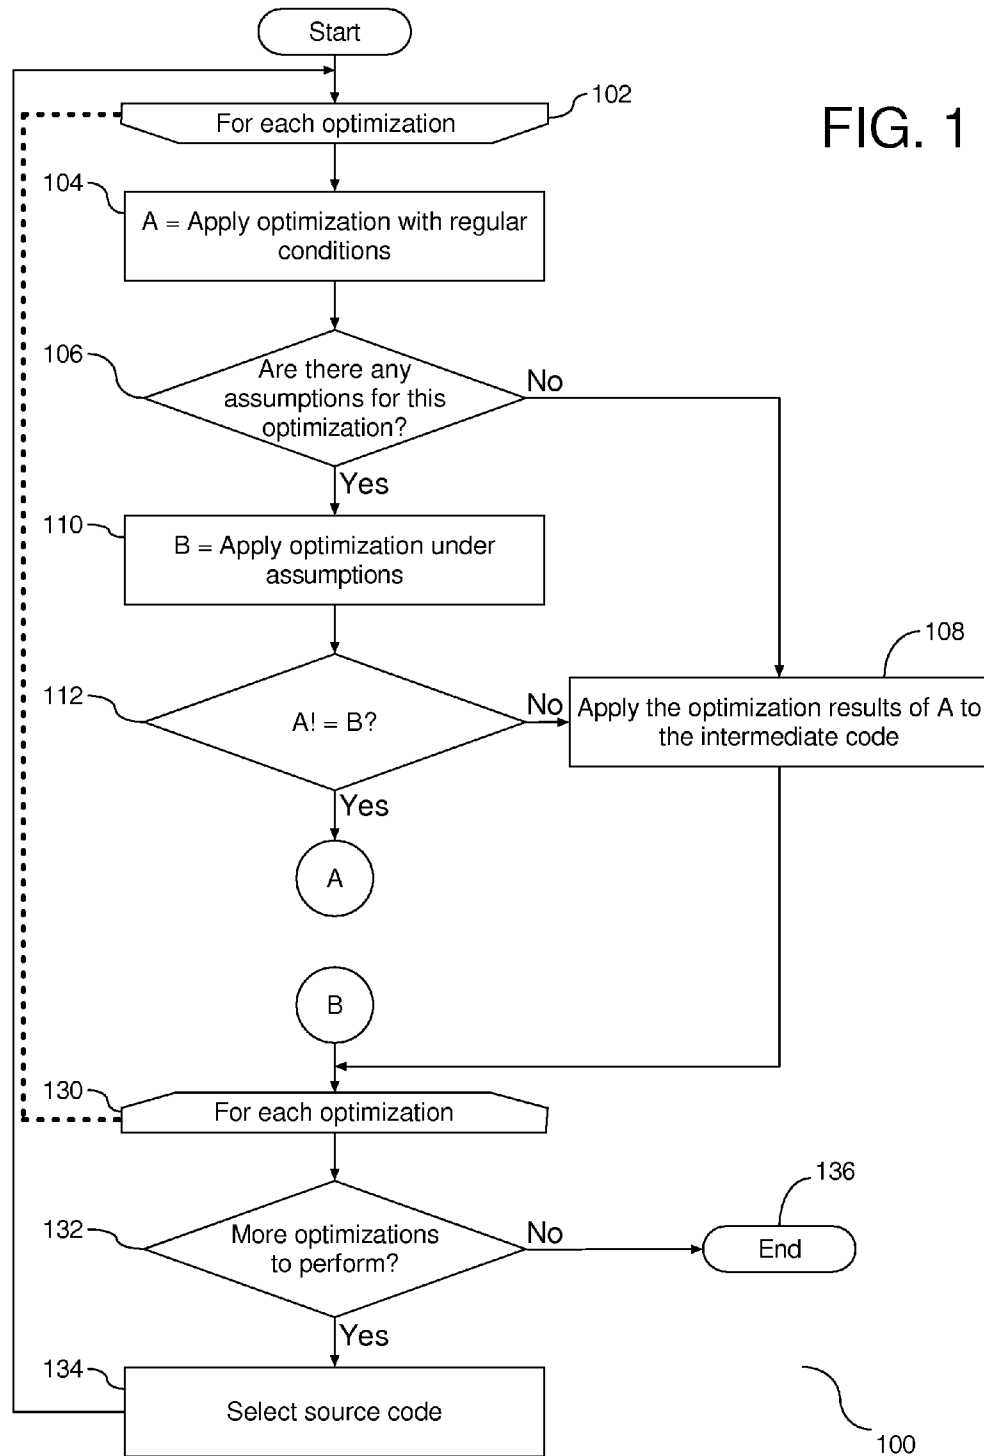 Start
102
For each optimization
FIG. 1
104
A = Apply optimization with regular
conditions
106
Are there any
assumptions for this
optimization?
No
Yes
110
B = Apply optimization under
assumptions
108
112
A! = B?
No
Apply the optimization results of A to
the intermediate code
Yes
A
B
130
For each optimization
136
132
More optimizations
to perform?
No
End
Yes
134
Select source code
100